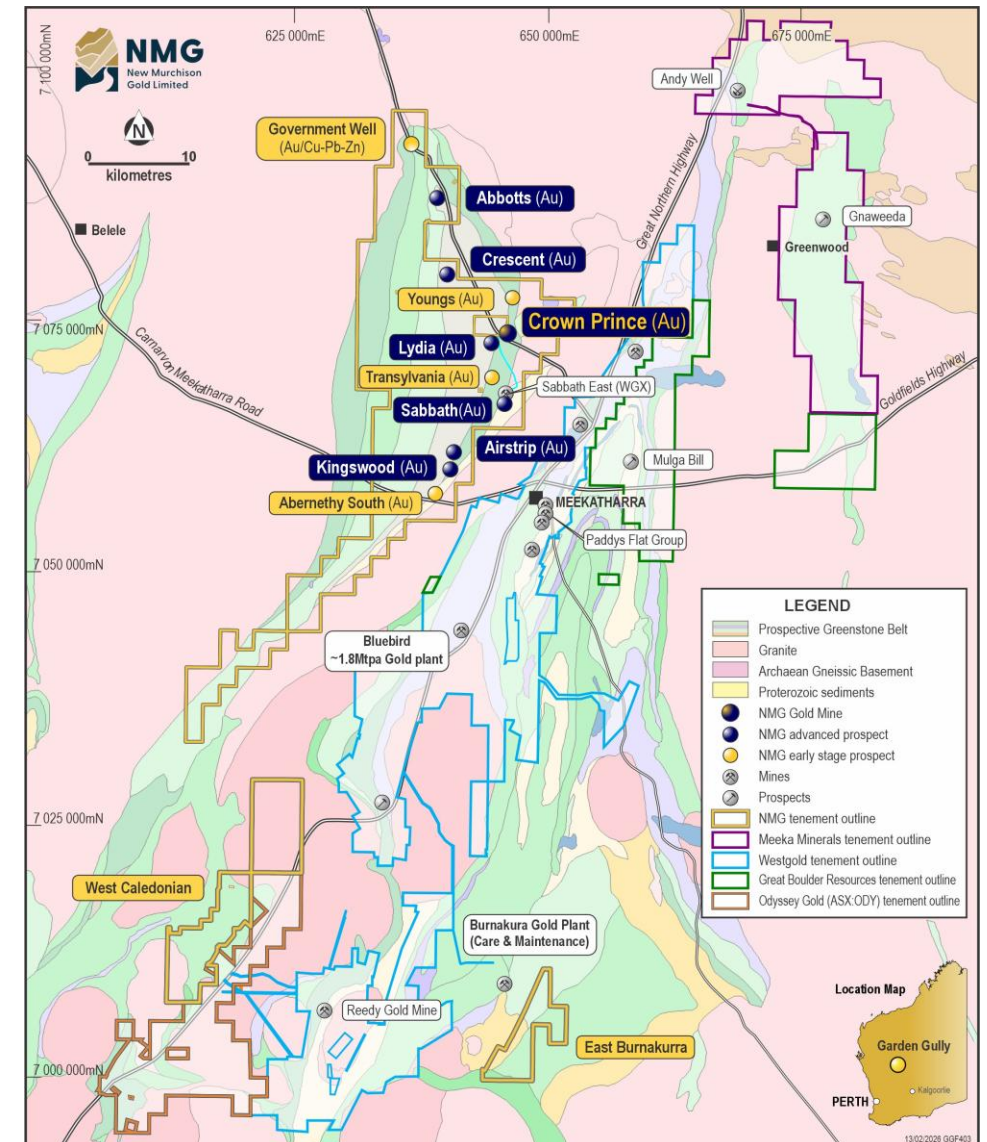 625 000mE
650 000mE
675 000mE
7 100 000mN
NMG
New Murchison
Gold Limited
N
0 10
kilometres
Andy Well
Government Well
(Au/Cu-Pb-Zn)
Great Northern Highway
Abbotts (Au)
Gnaweeda
Belele
Greenwood
Crescent (Au)
Youngs (Au)
Crown Prince (Au)
7 075 000mN
Lydia (Au)
Carnarvon Meekatharra Road
Transylvania (Au)
Sabbath East (WGX)
Goldfields Highway
Sabbath(Au)
Airstrip (Au)
Kingswood (Au)
Mulga Bill
Abernethy South (Au)
MEEKATHARRA
Paddys Flat Group
7 050 000mN
Bluebird
~1.8Mtpa Gold plant
LEGEND
Prospective Greenstone Belt
Granite
Archaean Gneissic Basement
Proterozoic sediments
NMG Gold Mine
NMG advanced prospect
NMG early stage prospect
Mines
Prospects
NMG tenement outline
Meeka Minerals tenement outline
Westgold tenement outline
Great Boulder Resources tenement outline
Odyssey Gold (ASX:ODY) tenement outline
7 025 000mN
West Caledonian
Burnakura Gold Plant
(Care & Maintenance)
Reedy Gold Mine
East Burnakurra
7 000 000mN
Location Map
Garden Gully
Kalgoorlie
PERTH
13/02/2026 GGF403